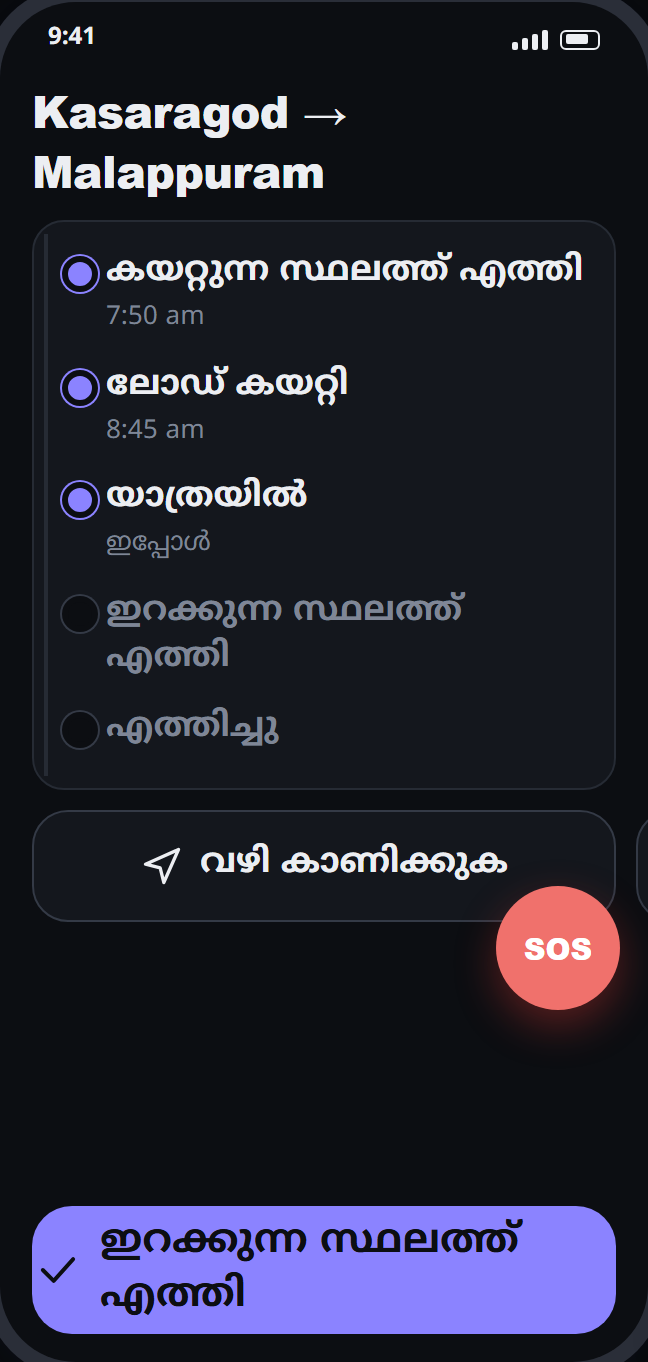 9:41
Kasaragod →
Malappuram
കയറ്റുന്ന സ്ഥലത്ത് എത്തി
7:50 am
ലോഡ് കയറ്റി
8:45 am
യാത്രയിൽ
ഇപ്പോൾ
ഇറക്കുന്ന സ്ഥലത്ത്
എത്തി
എത്തിച്ചു
വഴി കാണിക്കുക
SOS
ഇറക്കുന്ന സ്ഥലത്ത്
എത്തി